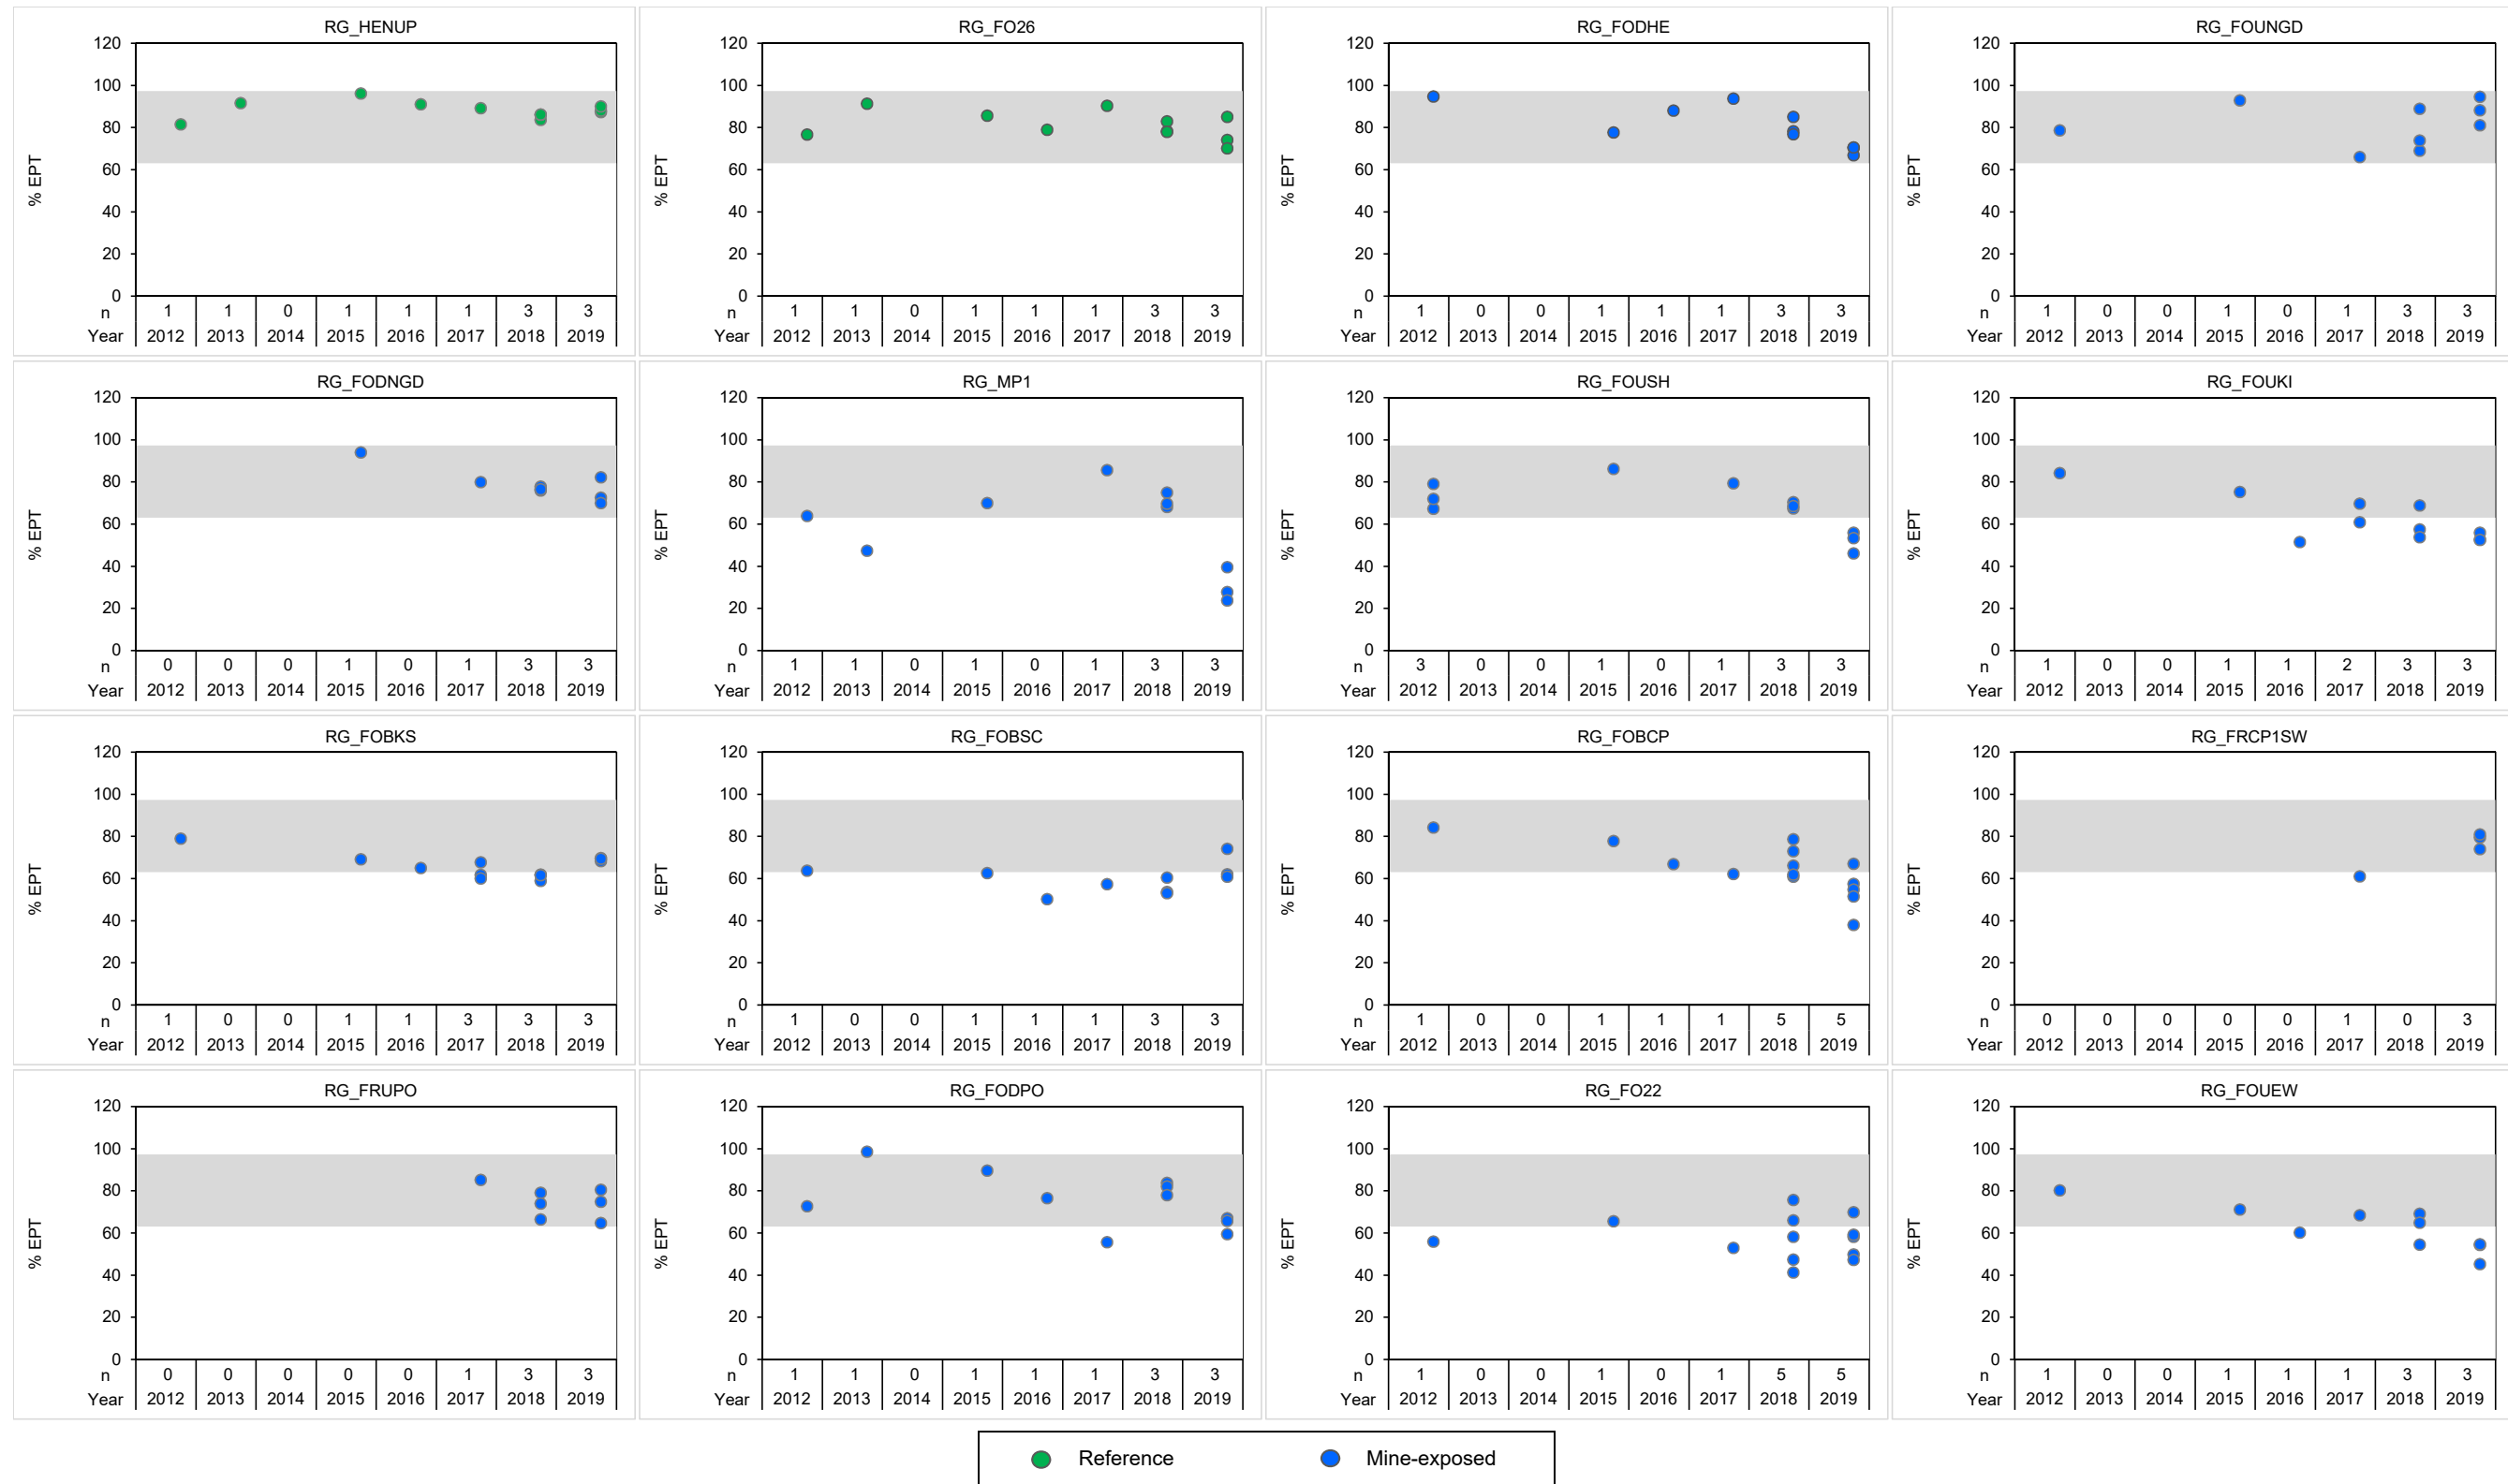 RG_HENUP
120
100
80
60
40
20
0
% EPT
n 1 1 0 1 1 1 3 3
Year 2012 2013 2014 2015 2016 2017 2018 2019
RG_FO26
120
100
80
60
40
20
0
% EPT
n 1 1 0 1 1 1 3 3
Year 2012 2013 2014 2015 2016 2017 2018 2019
RG_FODHE
120
100
80
60
40
20
0
% EPT
n 1 0 0 1 1 1 3 3
Year 2012 2013 2014 2015 2016 2017 2018 2019
RG_FOUNGD
120
100
80
60
40
20
0
% EPT
n 1 0 0 1 0 1 3 3
Year 2012 2013 2014 2015 2016 2017 2018 2019
RG_FODNGD
120
100
80
60
40
20
0
% EPT
n 0 0 0 1 0 1 3 3
Year 2012 2013 2014 2015 2016 2017 2018 2019
RG_MP1
120
100
80
60
40
20
0
% EPT
n 1 1 0 1 0 1 3 3
Year 2012 2013 2014 2015 2016 2017 2018 2019
RG_FOUSH
120
100
80
60
40
20
0
% EPT
n 3 0 0 1 0 1 3 3
Year 2012 2013 2014 2015 2016 2017 2018 2019
RG_FOUKI
120
100
80
60
40
20
0
% EPT
n 1 0 0 1 1 2 3 3
Year 2012 2013 2014 2015 2016 2017 2018 2019
RG_FOBKS
120
100
80
60
40
20
0
% EPT
n 1 0 0 1 1 3 3 3
Year 2012 2013 2014 2015 2016 2017 2018 2019
RG_FOBSC
120
100
80
60
40
20
0
% EPT
n 1 0 0 1 1 1 3 3
Year 2012 2013 2014 2015 2016 2017 2018 2019
RG_FOBCP
120
100
80
60
40
20
0
% EPT
n 1 0 0 1 1 1 5 5
Year 2012 2013 2014 2015 2016 2017 2018 2019
RG_FRCP1SW
120
100
80
60
40
20
0
% EPT
n 0 0 0 0 0 1 0 3
Year 2012 2013 2014 2015 2016 2017 2018 2019
RG_FRUPO
120
100
80
60
40
20
0
% EPT
n 0 0 0 0 0 1 3 3
Year 2012 2013 2014 2015 2016 2017 2018 2019
RG_FODPO
120
100
80
60
40
20
0
% EPT
n 1 1 0 1 1 1 3 3
Year 2012 2013 2014 2015 2016 2017 2018 2019
RG_FO22
120
100
80
60
40
20
0
% EPT
n 1 0 0 1 0 1 5 5
Year 2012 2013 2014 2015 2016 2017 2018 2019
RG_FOUEW
120
100
80
60
40
20
0
% EPT
n 1 0 0 1 1 1 3 3
Year 2012 2013 2014 2015 2016 2017 2018 2019
Reference Mine-exposed